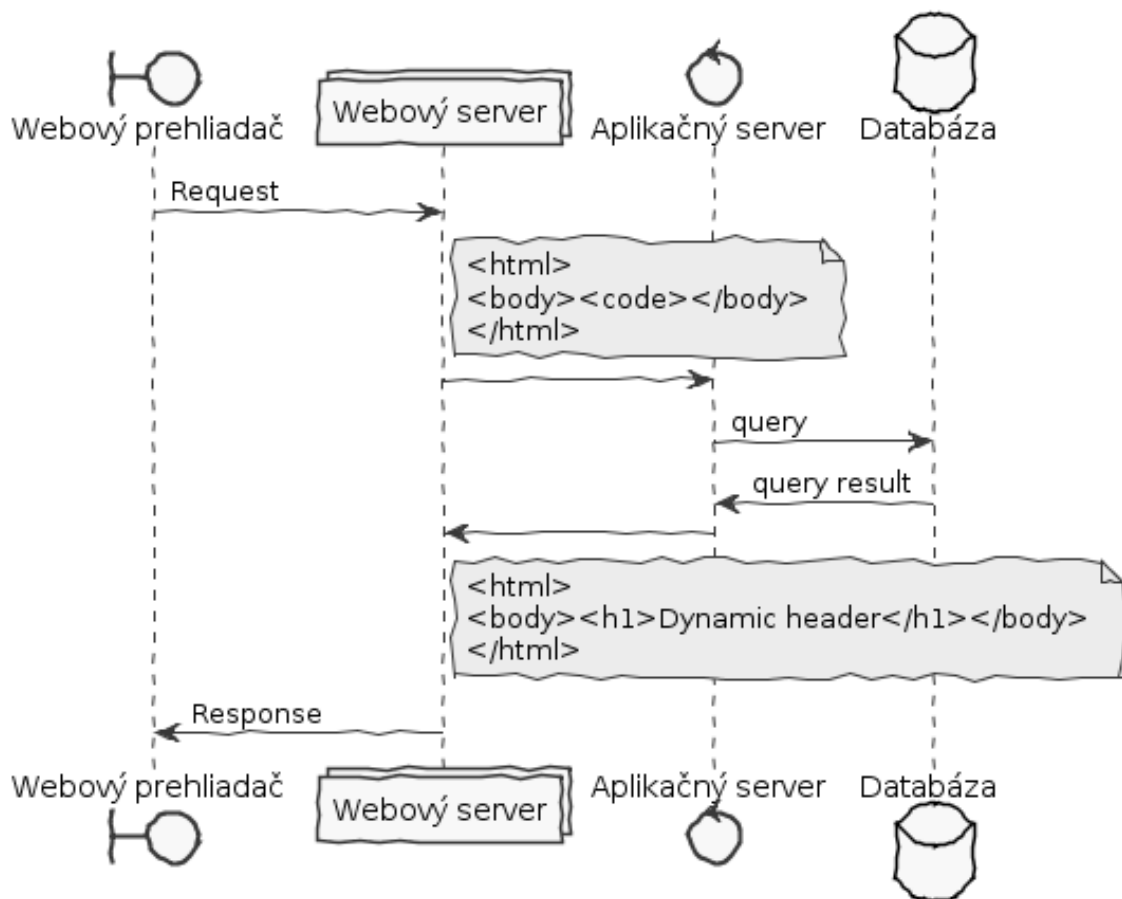 Webový prehliadač
Webový server
Aplikačný server
Databáza
Request
<html>
<body><code></body>
</html>
query
query result
<html>
<body><h1>Dynamic header</h1></body>
</html>
Response
Webový prehliadač
Webový server
Aplikačný server
Databáza